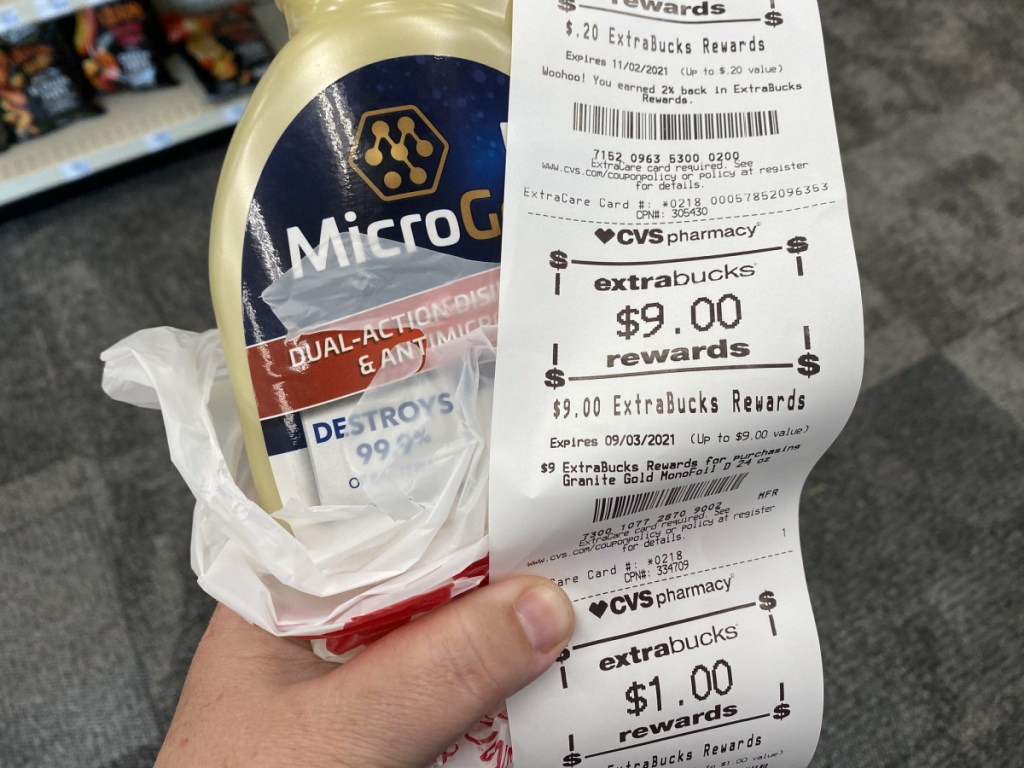 MicroG
DUAL-ACTION DISI
& ANTIMICR
DESTROYS
99.9%
rewards
$ $
$.20 ExtraBucks Rewards
Expires 11/02/2021 (Up to $.20 value)
Woohoo! You earned 2% back in ExtraBucks
Rewards.
7152 0963 5300 0200
ExtraCare card required. See
www.cvs.com/couponpolicy or policy at register
for details.
ExtraCare Card #: *0218 00057852096353
CPN#: 305430
CVS pharmacy
$ $
extrabucks
$9.00
rewards
$ $
$9.00 ExtraBucks Rewards
Expires 09/03/2021 (Up to $9.00 value)
$9 ExtraBucks Rewards for purchasing
Granite Gold MonoFoil D 24 oz
MFR
7300 1077 2870 9002
ExtraCare card required. See
www.cvs.com/couponpolicy or policy at register
for details. 1
Care Card #: *0218
CPN#: 334709
CVS pharmacy
$ $
extrabucks
$1.00
rewards
$ $
ExtraBucks Rewards
to $1.00 value)